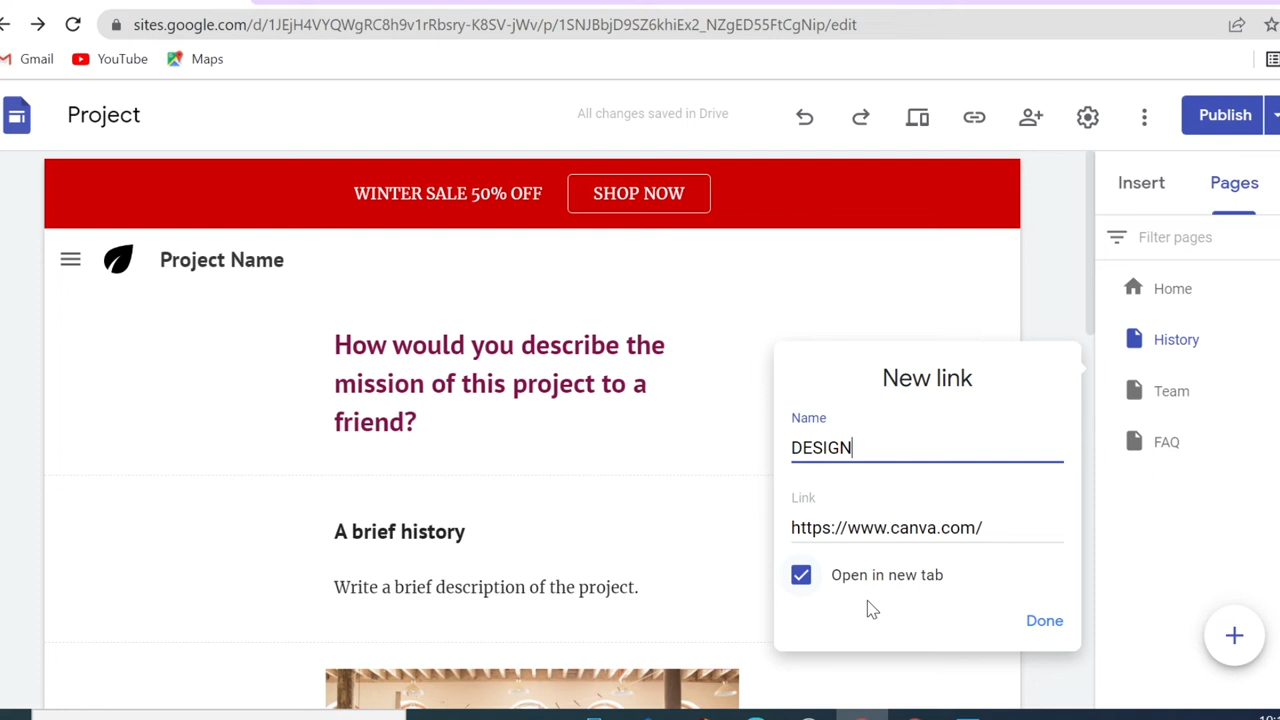 sites.google.com/d/1JEjH4VYQWgRC8h9v1rRbsry-K8SV-jWv/p/1SNJBbjD9SZ6khiEx2_NZgED55FtCgNip/edit
Gmail YouTube Maps
Project All changes saved in Drive Publish
WINTER SALE 50% OFF SHOP NOW
Insert Pages
Filter pages
Project Name
Home
How would you describe the
mission of this project to a
friend?
History
Team
FAQ
New link
Name
DESIGN
Link
https://www.canva.com/
Open in new tab
Done
A brief history
Write a brief description of the project.